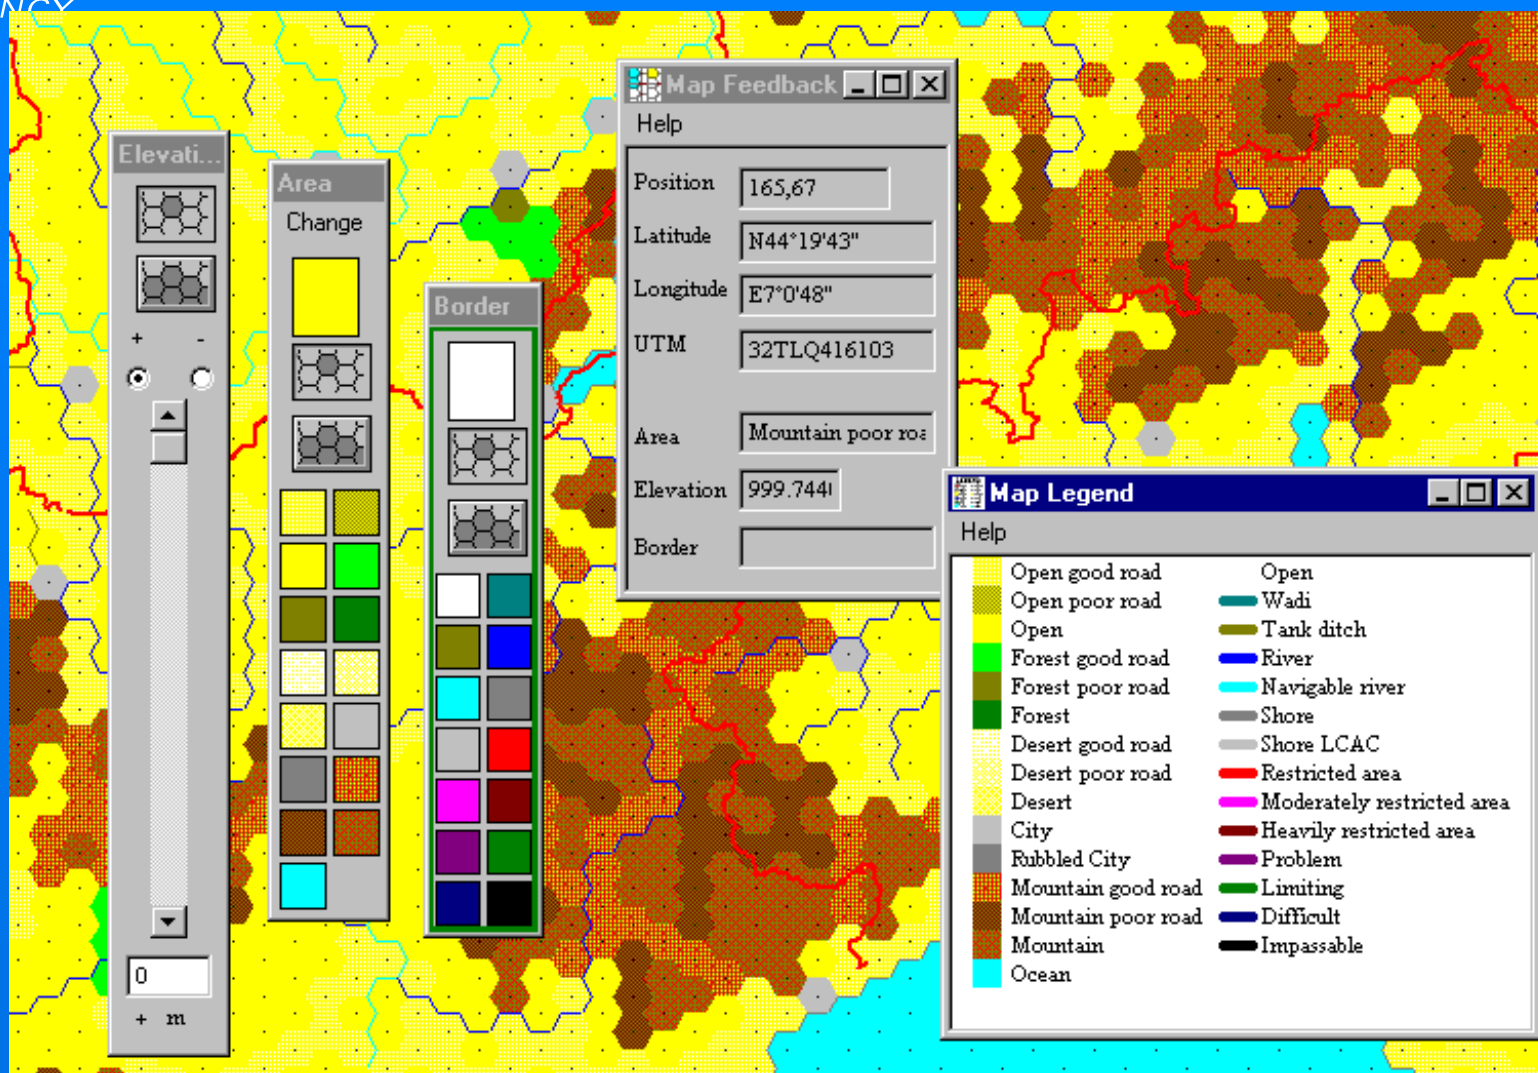 NCY
Elevati...
+ -
0
+ m
Area
Change
Border
Map Feedback
Help
Position 165,67
Latitude N44°19'43"
Longitude E7°0'48"
UTM 32TLQ416103
Area Mountain poor roa
Elevation 999.744
Border
Map Legend
Help
Open good road Open
Open poor road Wadi
Open Tank ditch
Forest good road River
Forest poor road Navigable river
Forest Shore
Desert good road Shore LCAC
Desert poor road Restricted area
Desert Moderately restricted area
City Heavily restricted area
Rubbled City Problem
Mountain good road Limiting
Mountain poor road Difficult
Mountain Impassable
Ocean